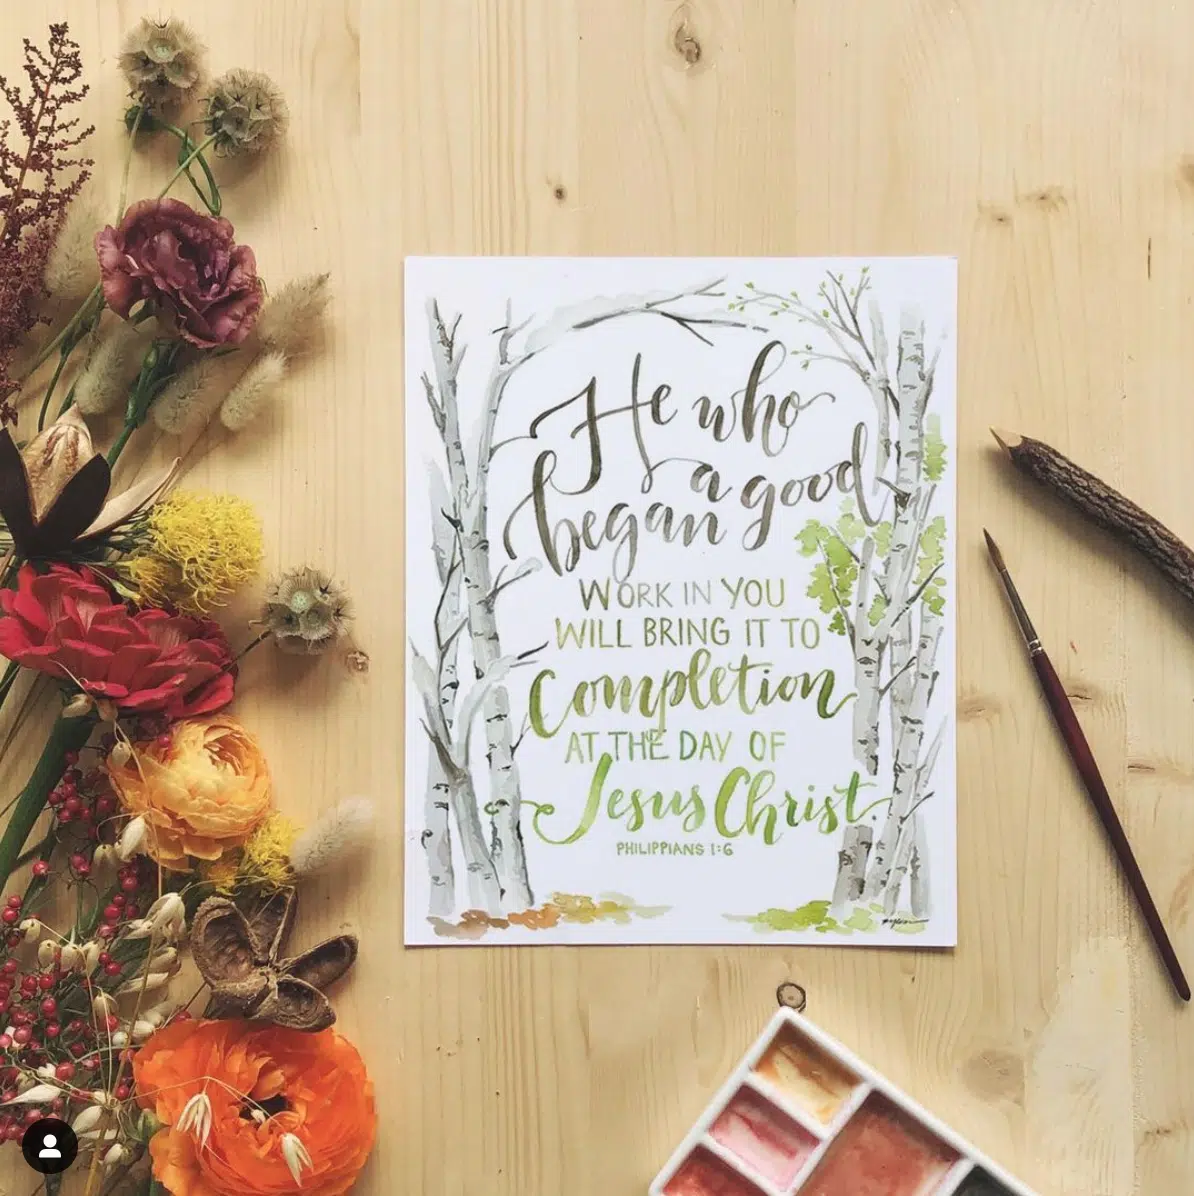 He who
began a good
WORK IN YOU
WILL BRING IT TO
Completion
AT THE DAY OF
Jesus Christ.
PHILIPPIANS 1:6